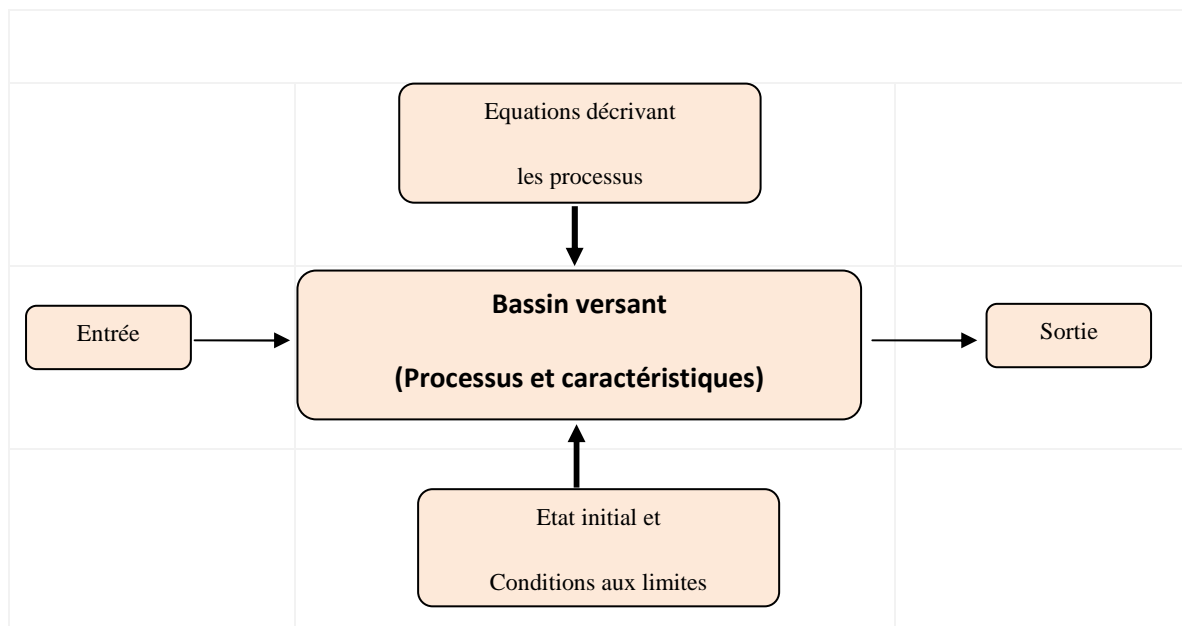 Equations décrivant
les processus
Bassin versant
(Processus et caractéristiques)
Entrée
Sortie
Etat initial et
Conditions aux limites